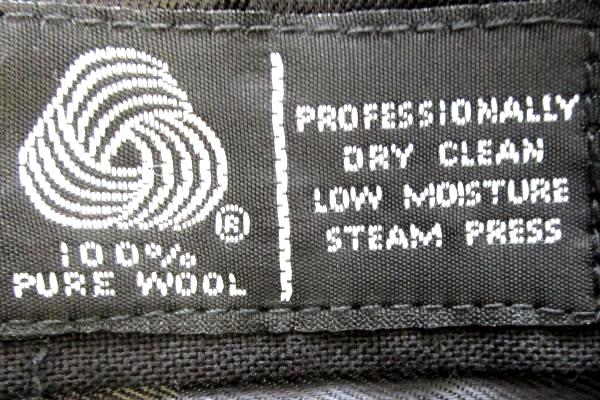 ®
100%
PURE WOOL
PROFESSIONALLY
DRY CLEAN
LOW MOISTURE
STEAM PRESS